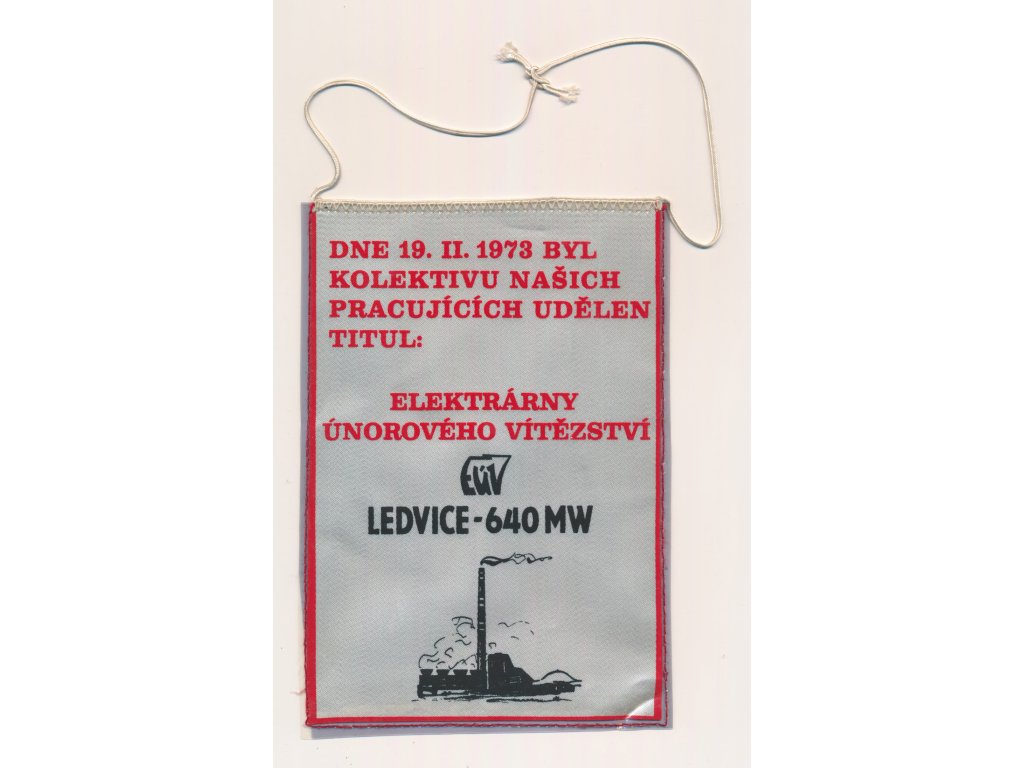 DNE 19. II. 1973 BYL
KOLEKTIVU NAŠICH
PRACUJÍCÍCH UDĚLEN
TITUL:
ELEKTRÁRNY
ÚNOROVÉHO VÍTĚZSTVÍ
EÚV
LEDVICE-640 MW